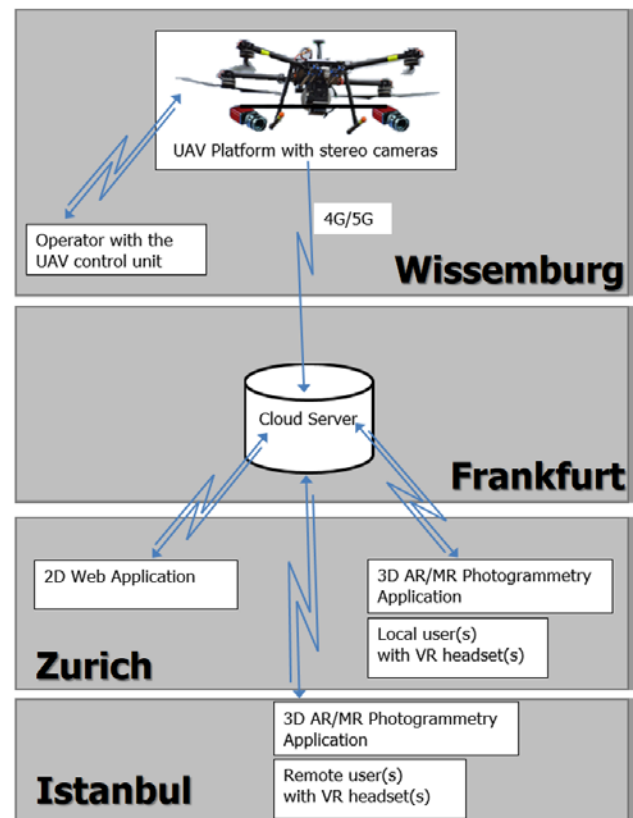 UAV Platform with stereo cameras
4G/5G
Operator with the
UAV control unit
Wissemburg
Cloud Server
Frankfurt
2D Web Application
3D AR/MR Photogrammetry
Application
Local user(s)
with VR headset(s)
Zurich
3D AR/MR Photogrammetry
Application
Remote user(s)
with VR headset(s)
Istanbul